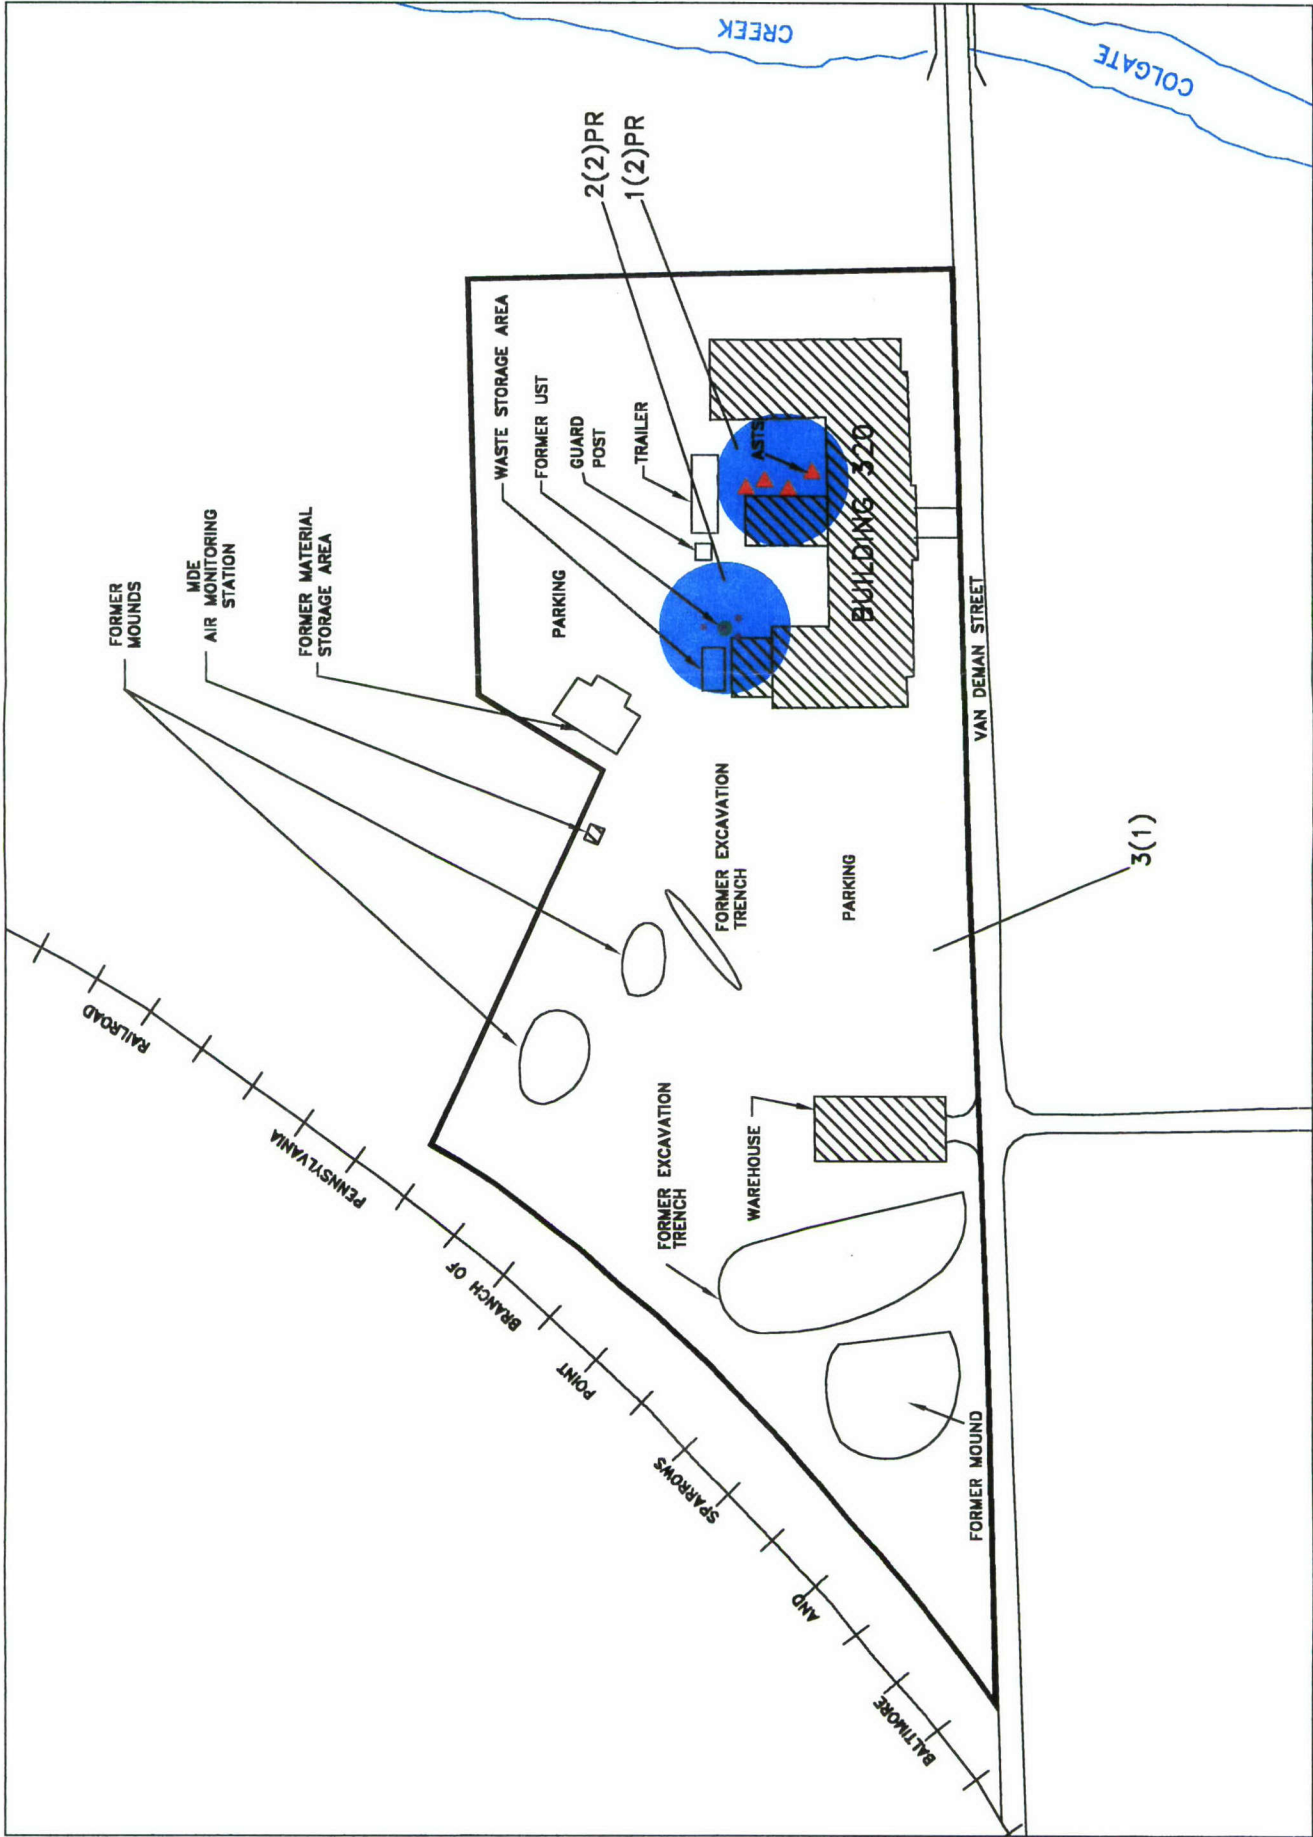 CREEK
COLGATE
2(2)PR
1(2)PR
WASTE STORAGE AREA
FORMER UST
GUARD
POST
TRAILER
ASTS
BUILDING 320
FORMER
MOUNDS
MDE
AIR MONITORING
STATION
FORMER MATERIAL
STORAGE AREA
PARKING
VAN DEMAN STREET
FORMER EXCAVATION
TRENCH
PARKING
3(1)
FORMER EXCAVATION
TRENCH
WAREHOUSE
FORMER MOUND
BALTIMORE
AND
SPARROWS
POINT
BRANCH OF
PENNSYLVANIA
RAILROAD